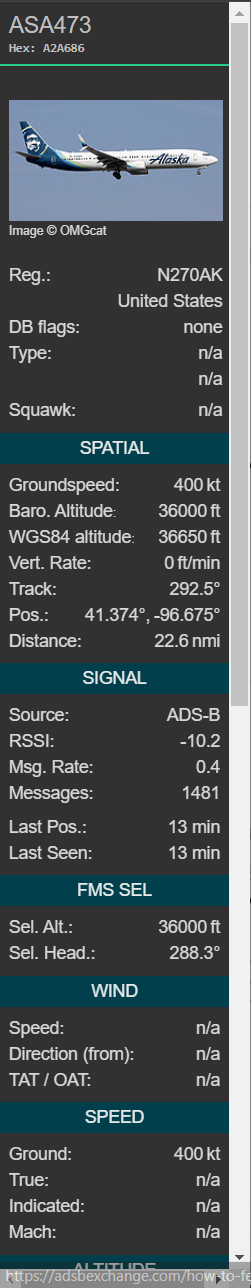 ASA473
Hex: A2A686
Alaska
Image © OMGcat
Reg.: N270AK
United States
DB flags: none
Type: n/a
n/a
Squawk: n/a
SPATIAL
Groundspeed: 400 kt
Baro. Altitude: 36000 ft
WGS84 altitude: 36650 ft
Vert. Rate: 0 ft/min
Track: 292.5°
Pos.: 41.374°, -96.675°
Distance: 22.6 nmi
SIGNAL
Source: ADS-B
RSSI: -10.2
Msg. Rate: 0.4
Messages: 1481
Last Pos.: 13 min
Last Seen: 13 min
FMS SEL
Sel. Alt.: 36000 ft
Sel. Head.: 288.3°
WIND
Speed: n/a
Direction (from): n/a
TAT / OAT: n/a
SPEED
Ground: 400 kt
True: n/a
Indicated: n/a
Mach: n/a
ALTITUDE
https://adsbexchange.com/how-to-fe